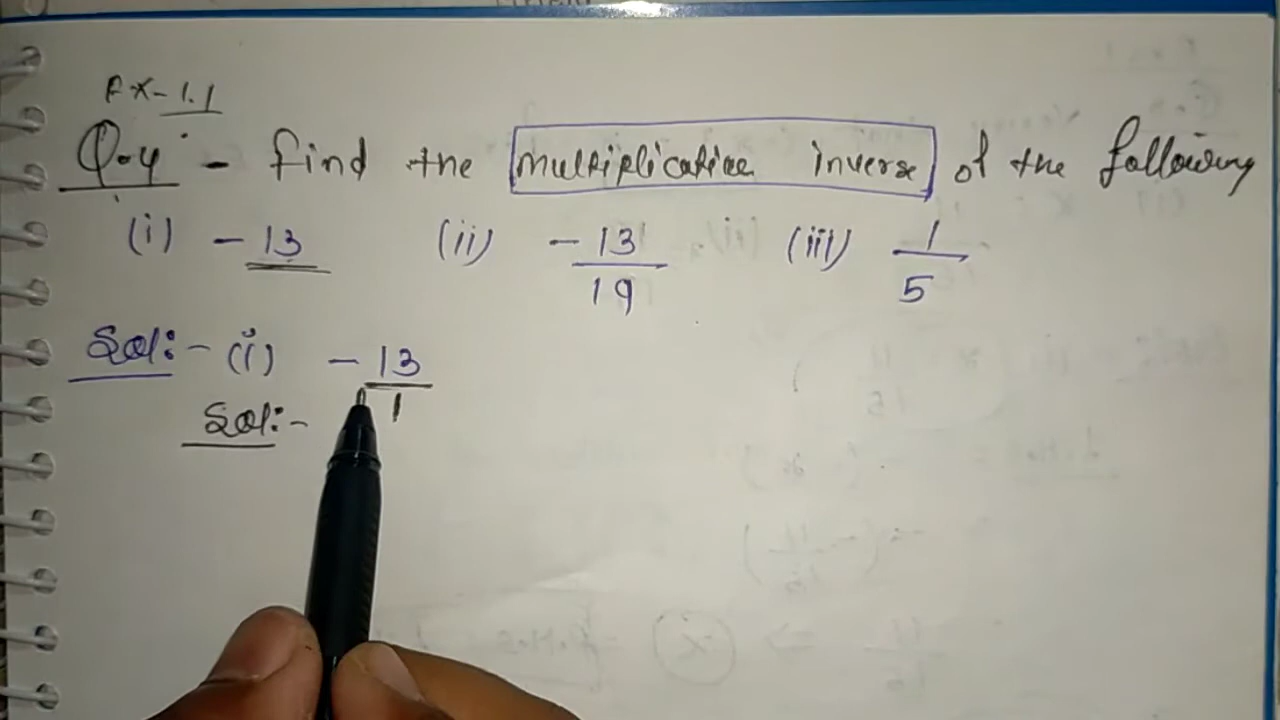 Ex-1.1
Q.4 - find the multiplicative inverse of the following
(i) -13 (ii) -13/19 (iii) 1/5
Sol:- (i) -13/1
Sol:-